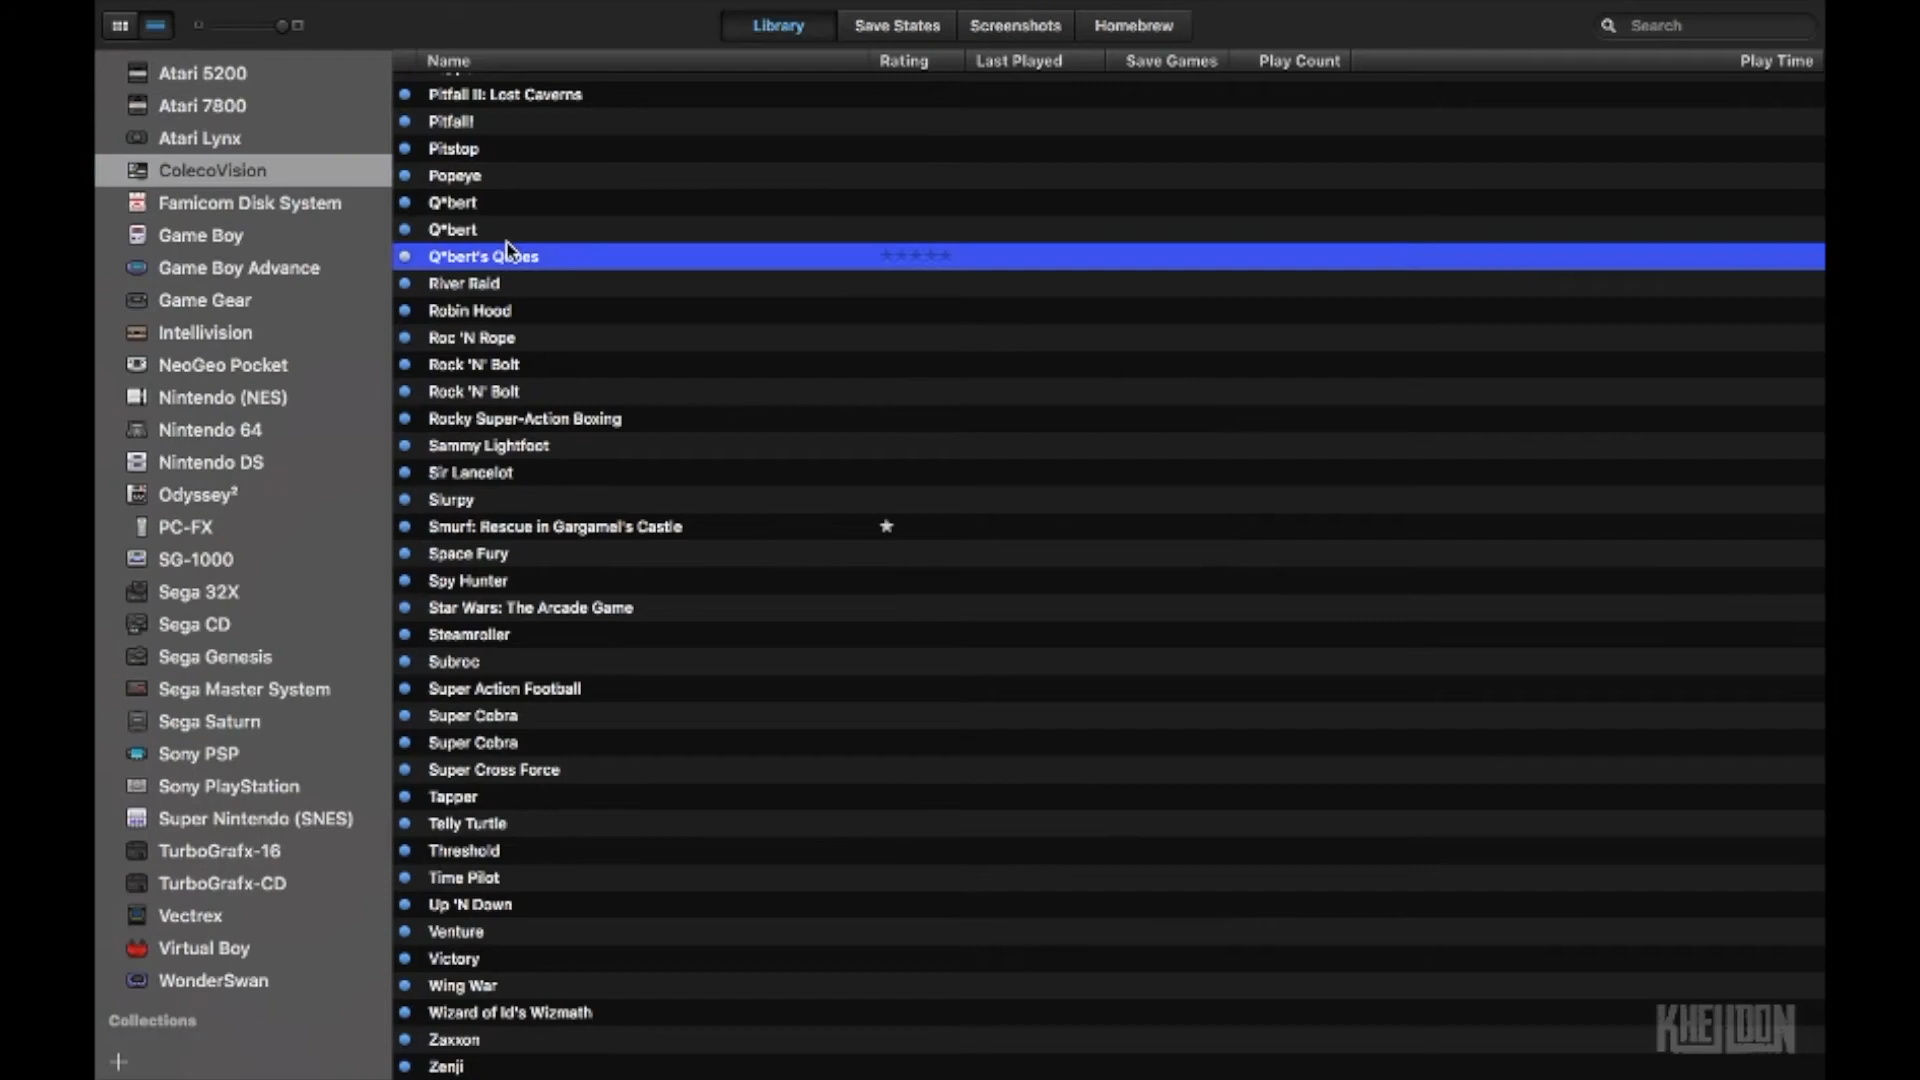 Library
Save States
Screenshots
Homebrew
Search
Atari 5200
Atari 7800
Atari Lynx
ColecoVision
Famicom Disk System
Game Boy
Game Boy Advance
Game Gear
Intellivision
NeoGeo Pocket
Nintendo (NES)
Nintendo 64
Nintendo DS
Odyssey²
PC-FX
SG-1000
Sega 32X
Sega CD
Sega Genesis
Sega Master System
Sega Saturn
Sony PSP
Sony PlayStation
Super Nintendo (SNES)
TurboGrafx-16
TurboGrafx-CD
Vectrex
Virtual Boy
WonderSwan
Collections
Name Rating Last Played Save Games Play Count Play Time
Pitfall II: Lost Caverns
Pitfall!
Pitstop
Popeye
Q*bert
Q*bert
Q*bert's
River Raid
Robin Hood
Roc 'N Rope
Rock 'N' Bolt
Rock 'N' Bolt
Rocky Super-Action Boxing
Sammy Lightfoot
Sir Lancelot
Slurpy
Smurf: Rescue in Gargamel's Castle
Space Fury
Spy Hunter
Star Wars: The Arcade Game
Steamroller
Subroc
Super Action Football
Super Cobra
Super Cobra
Super Cross Force
Tapper
Telly Turtle
Threshold
Time Pilot
Up 'N Down
Venture
Victory
Wing War
Wizard of Id's Wizmath
Zaxxon
Zenji